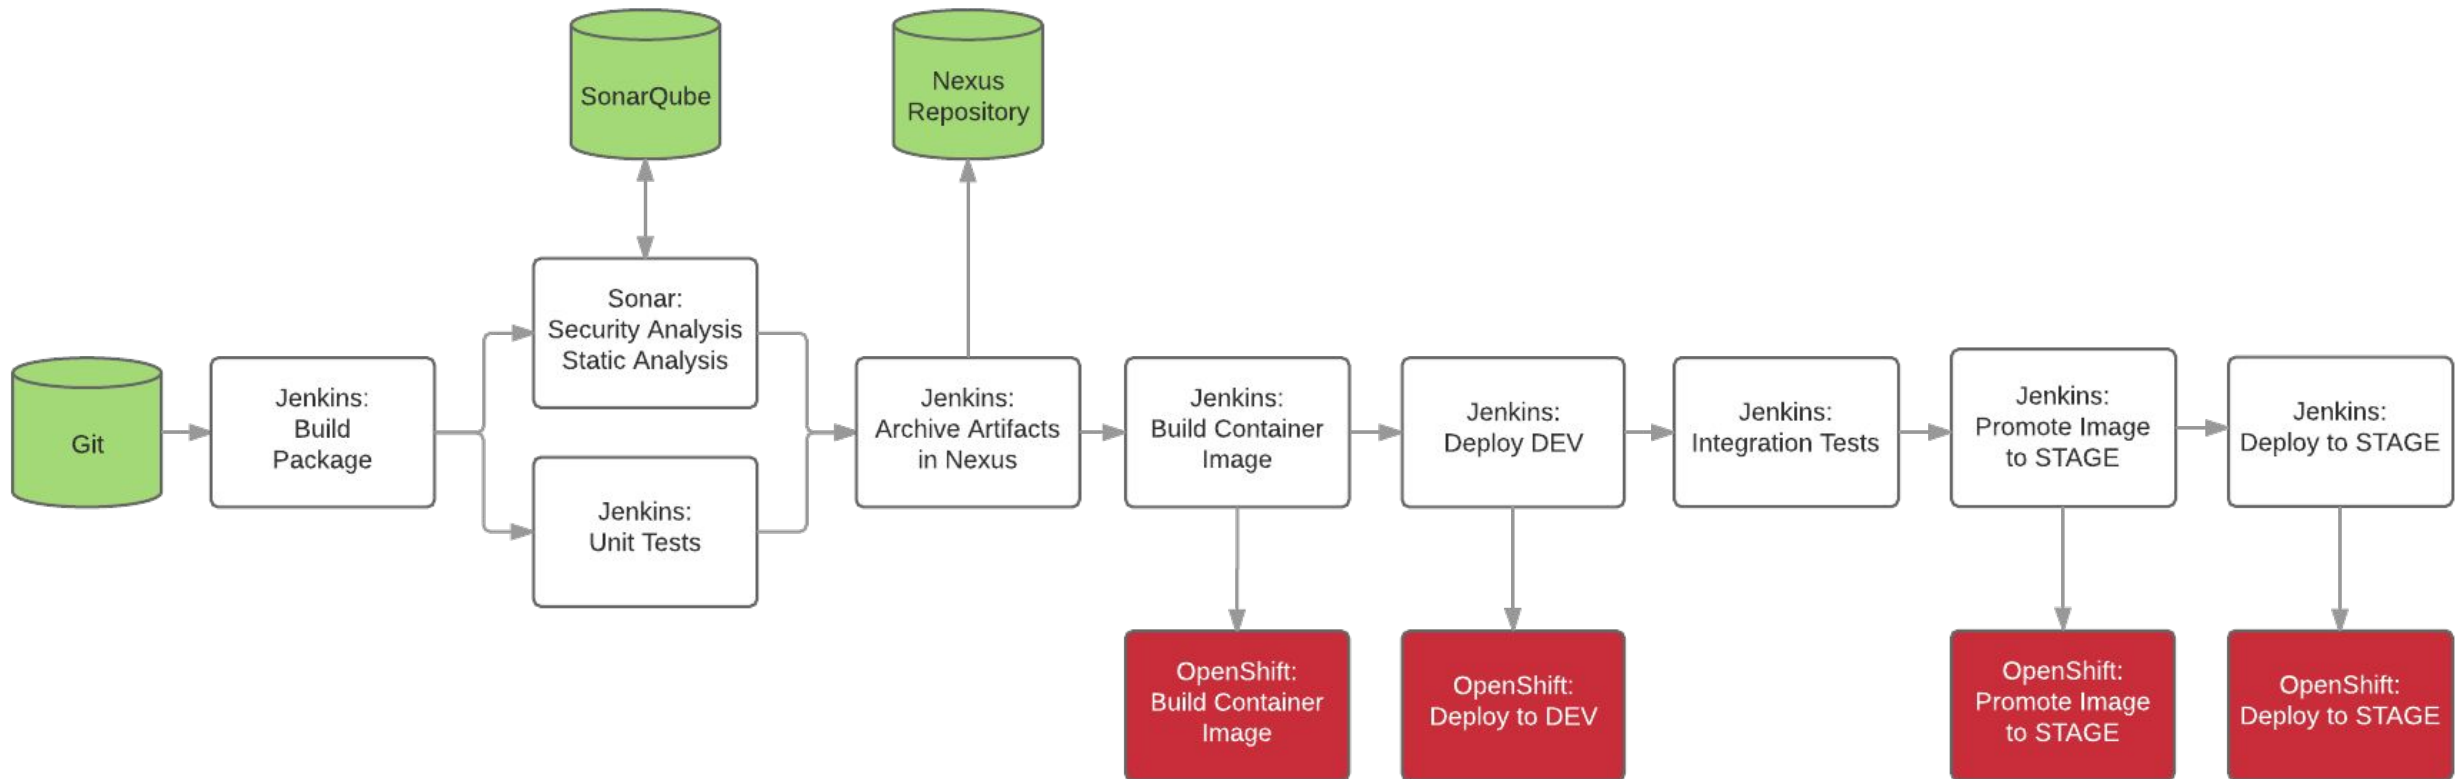 SonarQube
Nexus
Repository
Sonar:
Security Analysis
Static Analysis
Git
Jenkins:
Build
Package
Jenkins:
Unit Tests
Jenkins:
Archive Artifacts
in Nexus
Jenkins:
Build Container
Image
Jenkins:
Deploy DEV
Jenkins:
Integration Tests
Jenkins:
Promote Image
to STAGE
Jenkins:
Deploy to STAGE
OpenShift:
Build Container
Image
OpenShift:
Deploy to DEV
OpenShift:
Promote Image
to STAGE
OpenShift:
Deploy to STAGE